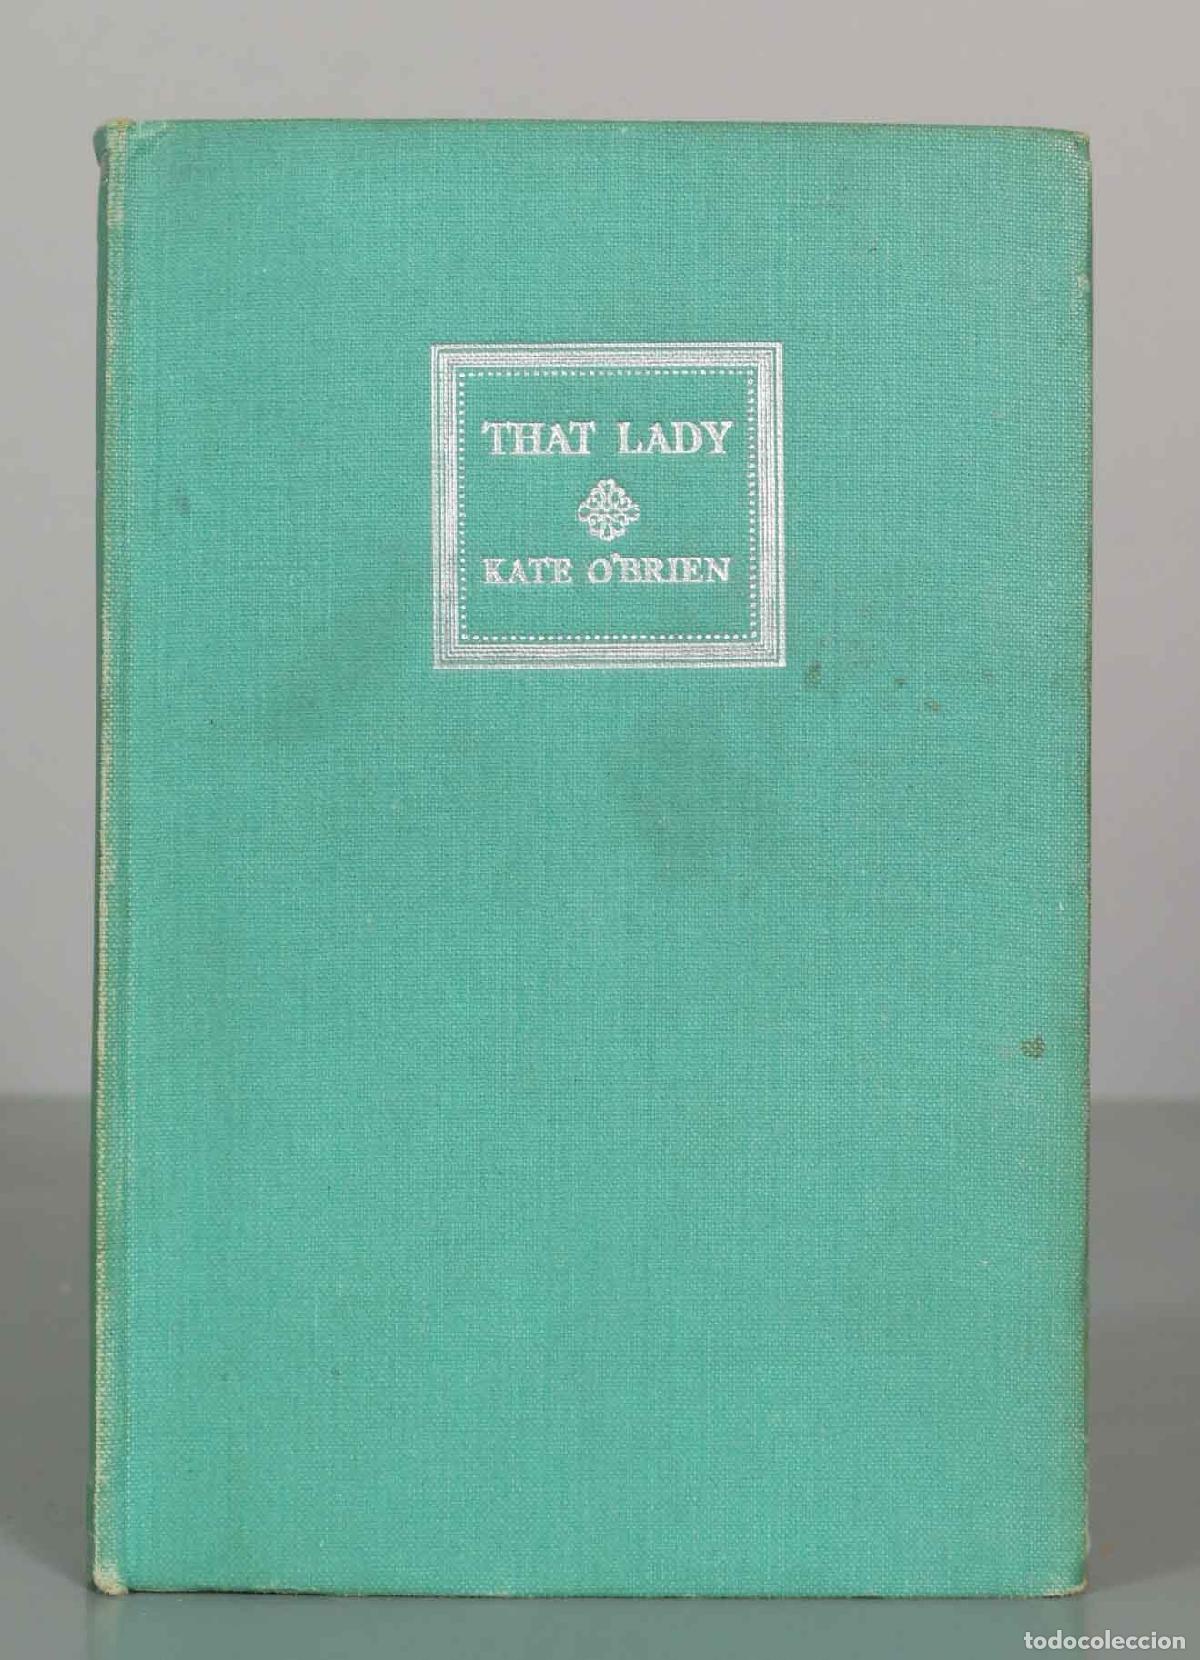 THAT LADY
KATE O'BRIEN
todocoleccion